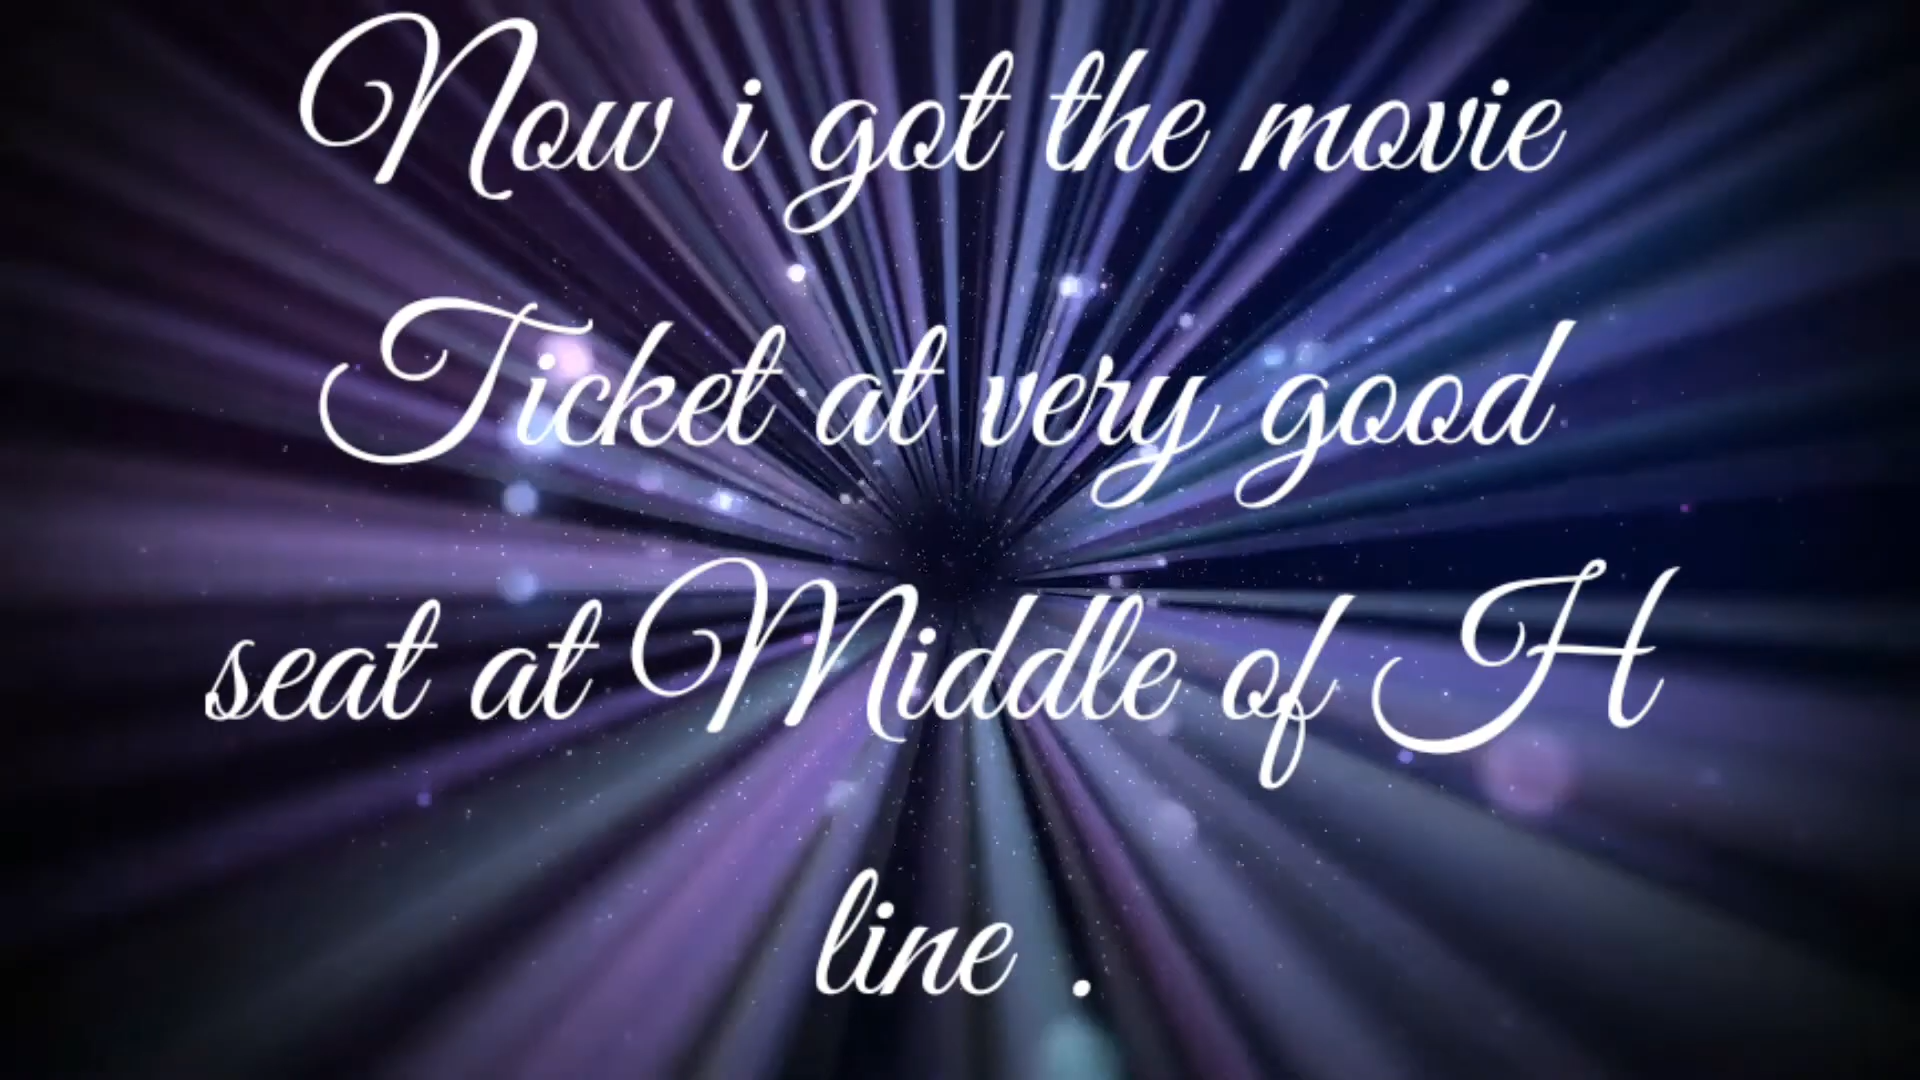 Now i got the movie
Ticket at very good
seat at Middle of H
line .